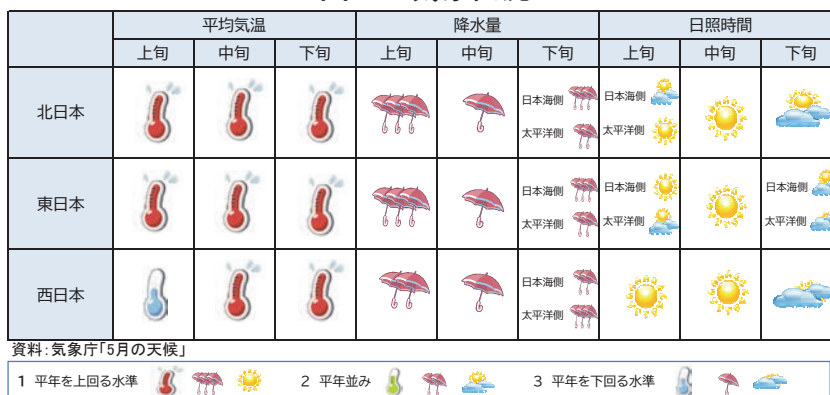 平均気温 降水量 日照時間
上旬 中旬 下旬 上旬 中旬 下旬 上旬 中旬 下旬
北日本 日本海側 日本海側
太平洋側 太平洋側
東日本 日本海側 日本海側 日本海側
太平洋側 太平洋側 太平洋側
西日本 日本海側
太平洋側
資料:気象庁「5月の天候」
1 平年を上回る水準 2 平年並み 3 平年を下回る水準